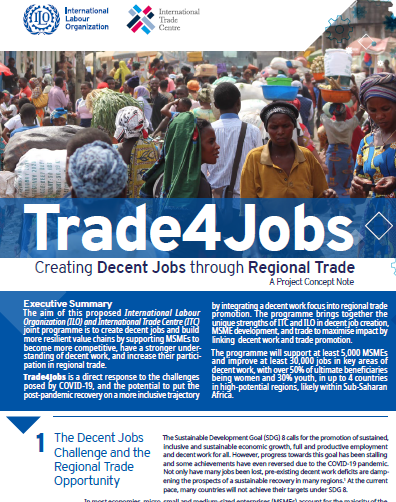 International
Labour
Organization
International
Trade
Centre
Trade4Jobs
Creating Decent Jobs through Regional Trade
A Project Concept Note
Executive Summary
The aim of this proposed International Labour
Organization (ILO) and International Trade Centre (ITC)
joint programme is to create decent jobs and build
more resilient value chains by supporting MSMEs to
become more competitive, have a stronger under-
standing of decent work, and increase their partici-
pation in regional trade.
Trade4Jobs is a direct response to the challenges
posed by COVID-19, and the potential to put the
post-pandemic recovery on a more inclusive trajectory
by integrating a decent work focus into regional trade
promotion. The programme brings together the
unique strengths of ITC and ILO in decent job creation,
MSME development, and trade to maximise impact by
linking decent work and trade promotion.
The programme will support at least 5,000 MSMEs
and improve at least 30,000 jobs in key areas of
decent work, with over 50% of ultimate beneficiaries
being women and 30% youth, in up to 4 countries
in high-potential regions, likely within Sub-Saharan
Africa.
1
The Decent Jobs
Challenge and the
Regional Trade
Opportunity
The Sustainable Development Goal (SDG) 8 calls for the promotion of sustained,
inclusive and sustainable economic growth, full and productive employment
and decent work for all. However, progress towards this goal has been stalling
and some achievements have even reversed due to the COVID-19 pandemic.
Not only have many jobs been lost, pre-existing decent work deficits are damp-
ening the prospects of a sustainable recovery in many regions.¹ At the current
pace, many countries will not achieve their targets under SDG 8.
In most economies, micro, small and medium-sized enterprises (MSMEs) account for the majority of the